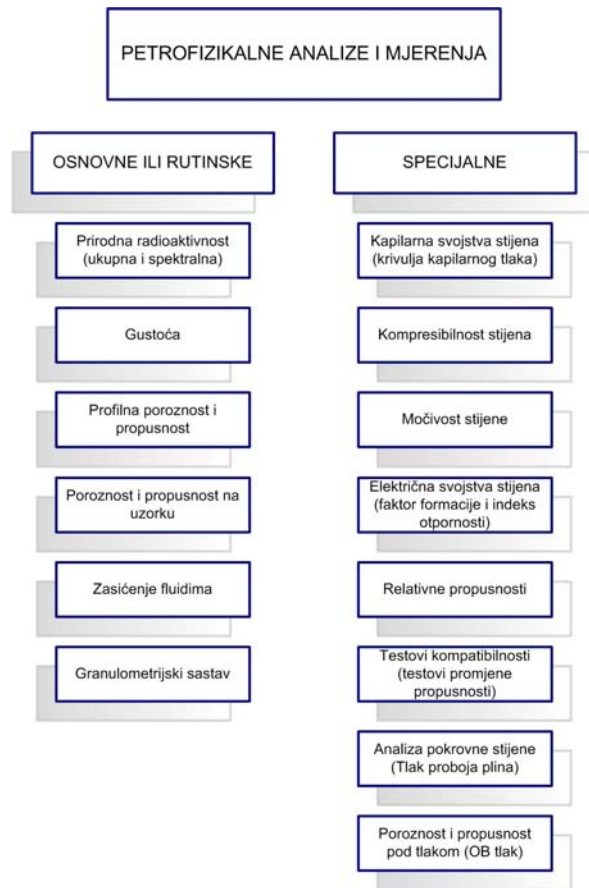 PETROFIZIKALNE ANALIZE I MJERENJA
OSNOVNE ILI RUTINSKE
Prirodna radioaktivnost
(ukupna i spektralna)
Gustoća
Profilna poroznost i
propusnost
Poroznost i propusnost na
uzorku
Zasićenje fluidima
Granulometrijski sastav
SPECIJALNE
Kapilarna svojstva stijena
(krivulja kapilarnog tlaka)
Kompresibilnost stijena
Močivost stijene
Električna svojstva stijena
(faktor formacije i indeks
otpornosti)
Relativne propusnosti
Testovi kompatibilnosti
(testovi promjene
propusnosti)
Analiza pokrovne stijene
(Tlak proboja plina)
Poroznost i propusnost
pod tlakom (OB tlak)